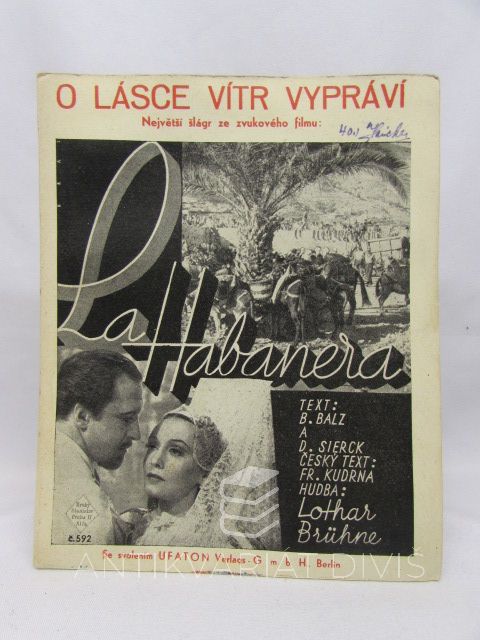 O LÁSCE VÍTR VYPRÁVÍ
Největší šlágr ze zvukového filmu:
La Habanera
TEXT:
B. BALZ
A
D. SIERCK
ČESKÝ TEXT:
FR. KUDRNA
HUDBA:
Lothar
Brühne
č.592
Se svolením UFATON Verlags-G. m. b. H. Berlin
ANTIKVARIÁT DIVIŠ